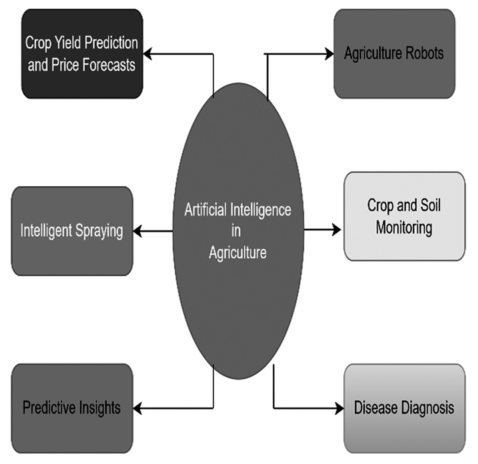 Crop Yield Prediction
and Price Forecasts
Agriculture Robots
Artificial Intelligence
in
Agriculture
Intelligent Spraying
Crop and Soil
Monitoring
Predictive Insights
Disease Diagnosis